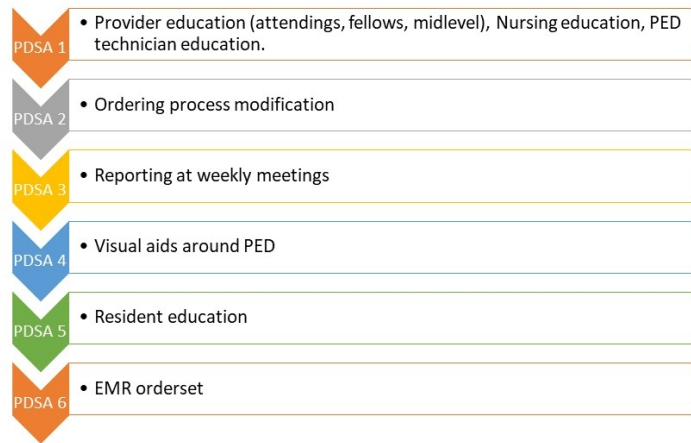 PDSA 1
• Provider education (attendings, fellows, midlevel), Nursing education, PED
technician education.
PDSA 2
• Ordering process modification
PDSA 3
• Reporting at weekly meetings
PDSA 4
• Visual aids around PED
PDSA 5
• Resident education
PDSA 6
• EMR orderset